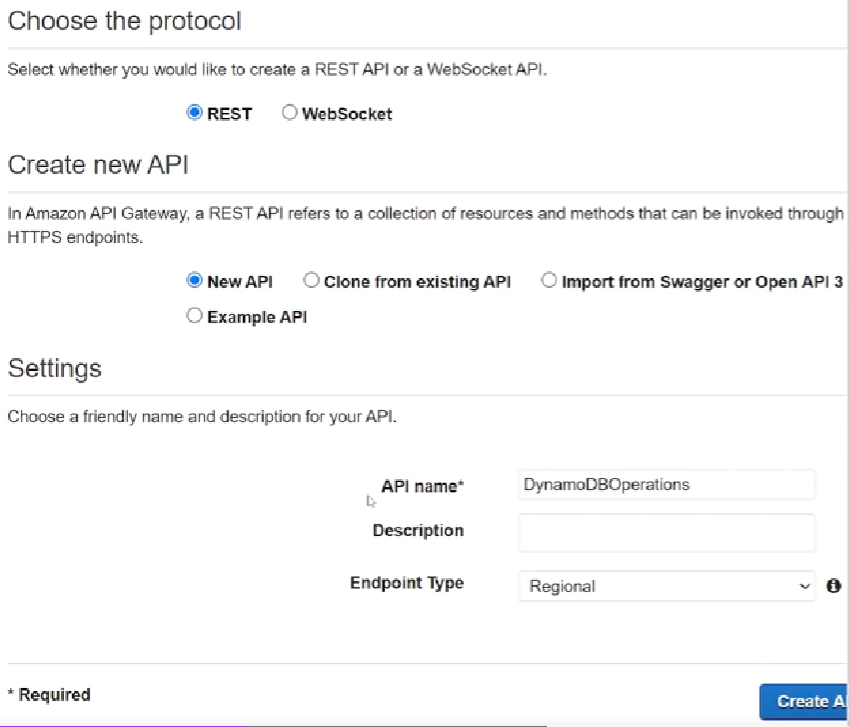 Choose the protocol
Select whether you would like to create a REST API or a WebSocket API.
REST WebSocket
Create new API
In Amazon API Gateway, a REST API refers to a collection of resources and methods that can be invoked through
HTTPS endpoints.
New API Clone from existing API Import from Swagger or Open API 3
Example API
Settings
Choose a friendly name and description for your API.
API name* DynamoDBOperations
Description
Endpoint Type Regional
* Required
Create A